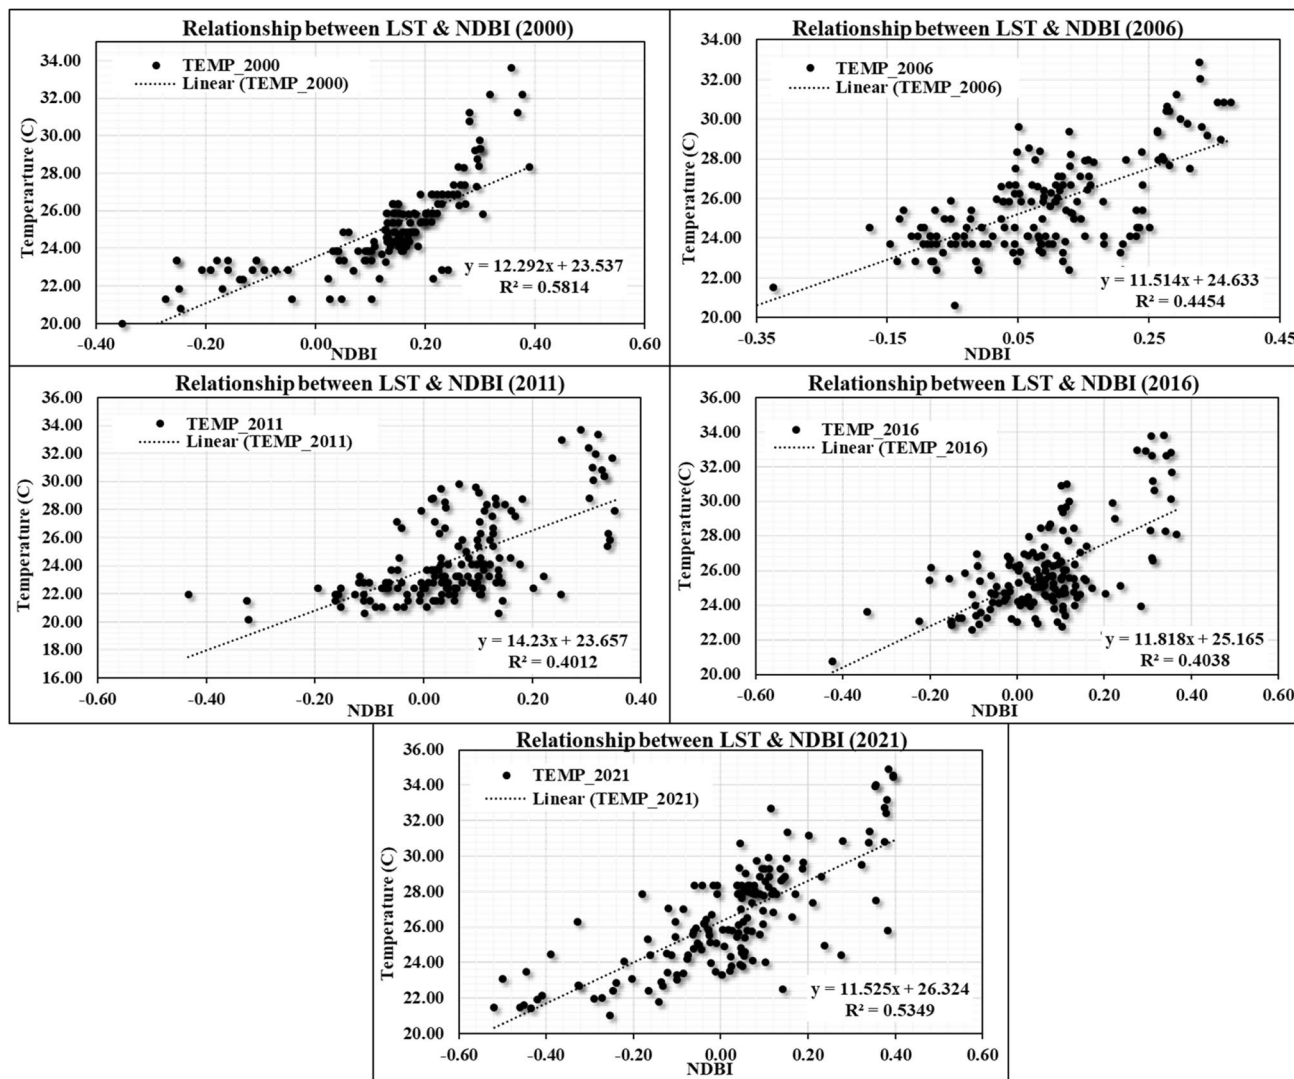 Relationship between LST & NDBI (2000)
34.00
32.00
30.00
28.00
26.00
24.00
22.00
20.00
Temperarture (C)
TEMP_2000
Linear (TEMP_2000)
y = 12.292x + 23.537
R² = 0.5814
-0.40 -0.20 0.00 0.20 0.40 0.60
NDBI
Relationship between LST & NDBI (2006)
34.00
32.00
30.00
28.00
26.00
24.00
22.00
20.00
Temperature (C)
TEMP_2006
Linear (TEMP_2006)
y = 11.514x + 24.633
R² = 0.4454
-0.35 -0.15 0.05 0.25 0.45
NDBI
Relationship between LST & NDBI (2011)
36.00
34.00
32.00
30.00
28.00
26.00
24.00
22.00
20.00
18.00
16.00
Temperature (C)
TEMP_2011
Linear (TEMP_2011)
y = 14.23x + 23.657
R² = 0.4012
-0.60 -0.40 -0.20 0.00 0.20 0.40
NDBI
Relationship between LST & NDBI (2016)
36.00
34.00
32.00
30.00
28.00
26.00
24.00
22.00
20.00
Temperature(C)
TEMP_2016
Linear (TEMP_2016)
y = 11.818x + 25.165
R² = 0.4038
-0.60 -0.40 -0.20 0.00 0.20 0.40 0.60
NDBI
Relationship between LST & NDBI (2021)
36.00
34.00
32.00
30.00
28.00
26.00
24.00
22.00
20.00
Temperature (C)
TEMP_2021
Linear (TEMP_2021)
y = 11.525x + 26.324
R² = 0.5349
-0.60 -0.40 -0.20 0.00 0.20 0.40 0.60
NDBI